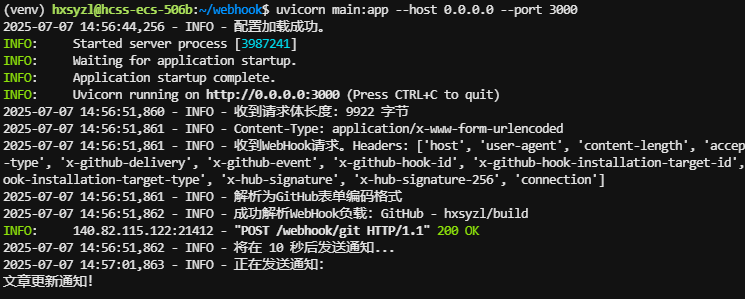 (venv) hxsyzl@hcss-ecs-506b:~/webhook$ uvicorn main:app --host 0.0.0.0 --port 3000
2025-07-07 14:56:44,256 - INFO - 配置加载成功。
INFO:     Started server process [3987241]
INFO:     Waiting for application startup.
INFO:     Application startup complete.
INFO:     Uvicorn running on http://0.0.0.0:3000 (Press CTRL+C to quit)
2025-07-07 14:56:51,860 - INFO - 收到请求体长度: 9922 字节
2025-07-07 14:56:51,861 - INFO - Content-Type: application/x-www-form-urlencoded
2025-07-07 14:56:51,861 - INFO - 收到WebHook请求。Headers: ['host', 'user-agent', 'content-length', 'accep
-type', 'x-github-delivery', 'x-github-event', 'x-github-hook-id', 'x-github-hook-installation-target-id',
ook-installation-target-type', 'x-hub-signature', 'x-hub-signature-256', 'connection']
2025-07-07 14:56:51,861 - INFO - 解析为GitHub表单编码格式
2025-07-07 14:56:51,862 - INFO - 成功解析WebHook负载: GitHub - hxsyzl/build
INFO:     140.82.115.122:21412 - "POST /webhook/git HTTP/1.1" 200 OK
2025-07-07 14:56:51,862 - INFO - 将在 10 秒后发送通知...
2025-07-07 14:57:01,863 - INFO - 正在发送通知:
文章更新通知!